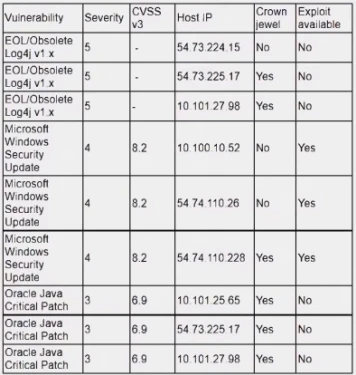 Vulnerability Severity CVSS v3 Host IP Crown jewel Exploit available
EOL/Obsolete Log4j v1.x 5 - 54.73.224.15 No No
EOL/Obsolete Log4j v1.x 5 - 54.73.225.17 Yes No
EOL/Obsolete Log4j v1.x 5 - 10.101.27.98 Yes No
Microsoft Windows Security Update 4 8.2 10.100.10.52 No Yes
Microsoft Windows Security Update 4 8.2 54.74.110.26 No Yes
Microsoft Windows Security Update 4 8.2 54.74.110.228 Yes Yes
Oracle Java Critical Patch 3 6.9 10.101.25.65 Yes No
Oracle Java Critical Patch 3 6.9 54.73.225.17 Yes No
Oracle Java Critical Patch 3 6.9 10.101.27.98 Yes No